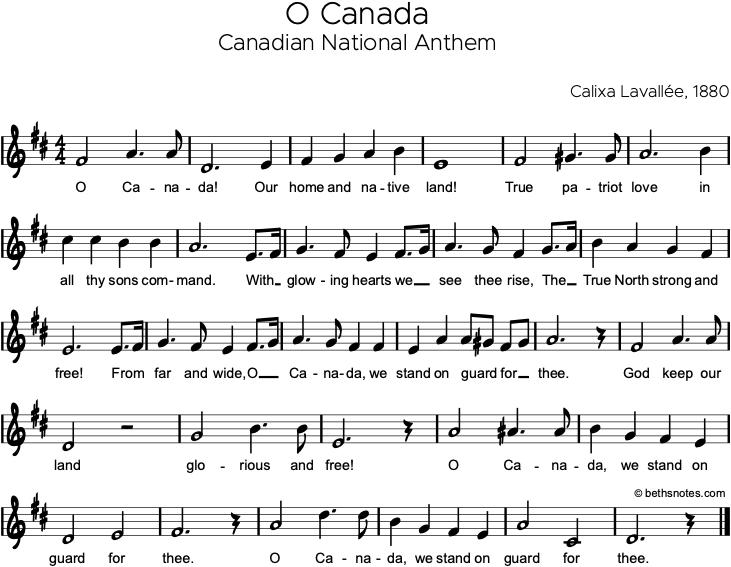 O Canada
Canadian National Anthem
Calixa Lavallée, 1880
4
4
O Ca - na - da! Our home and na - tive land! True pa - triot love in
all thy sons com - mand. With glow - ing hearts we see thee rise, The True North strong and
free! From far and wide, O Ca - na - da, we stand on guard for thee. God keep our
land glo - rious and free! O Ca - na - da, we stand on
© bethsnotes.com
guard for thee. O Ca - na - da, we stand on guard for thee.